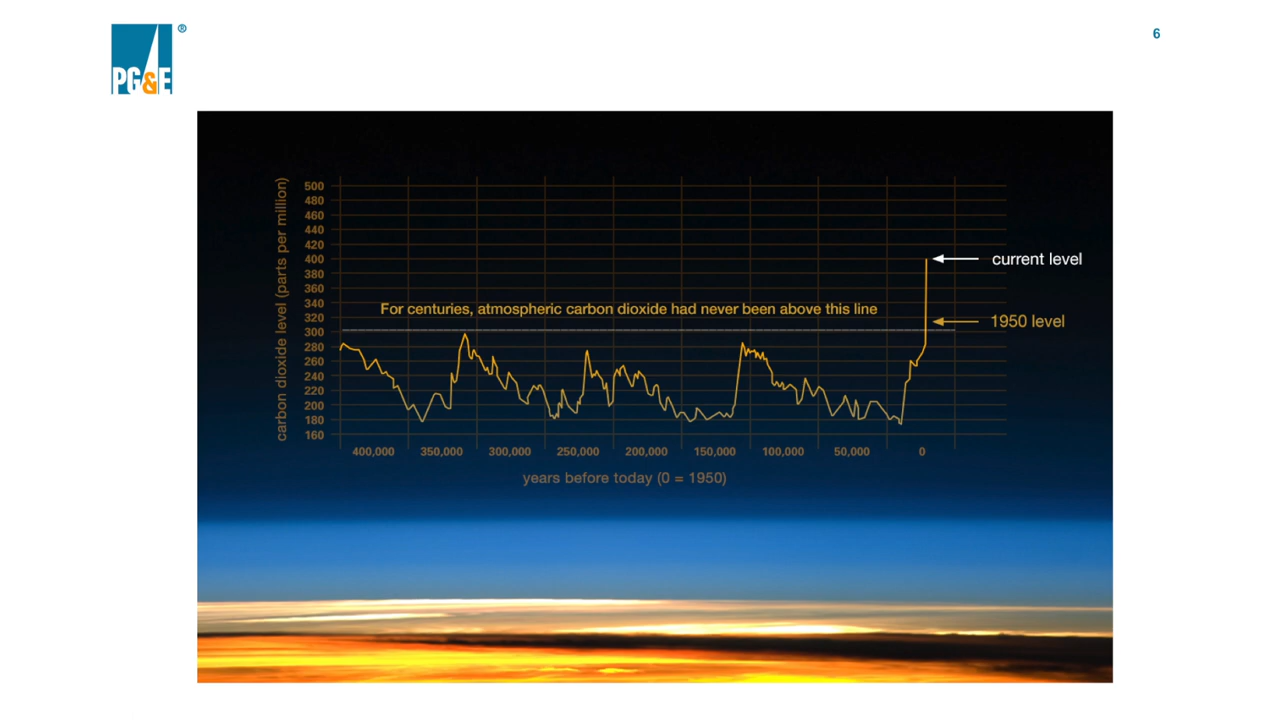 PG&E ®
6
carbon dioxide level (parts per million)
500
480
460
440
420
400
380
360
340
320
300
280
260
240
220
200
180
160
current level
For centuries, atmospheric carbon dioxide had never been above this line
1950 level
400,000 350,000 300,000 250,000 200,000 150,000 100,000 50,000 0
years before today (0 = 1950)